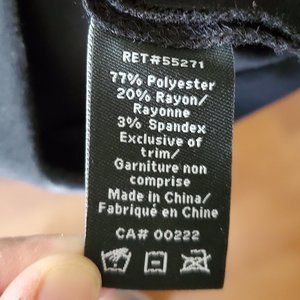 RET#55271
77% Polyester
20% Rayon/
Rayonne
3% Spandex
Exclusive of
trim/
Garniture non
comprise
Made in China/
Fabriqué en Chine
CA# 00222